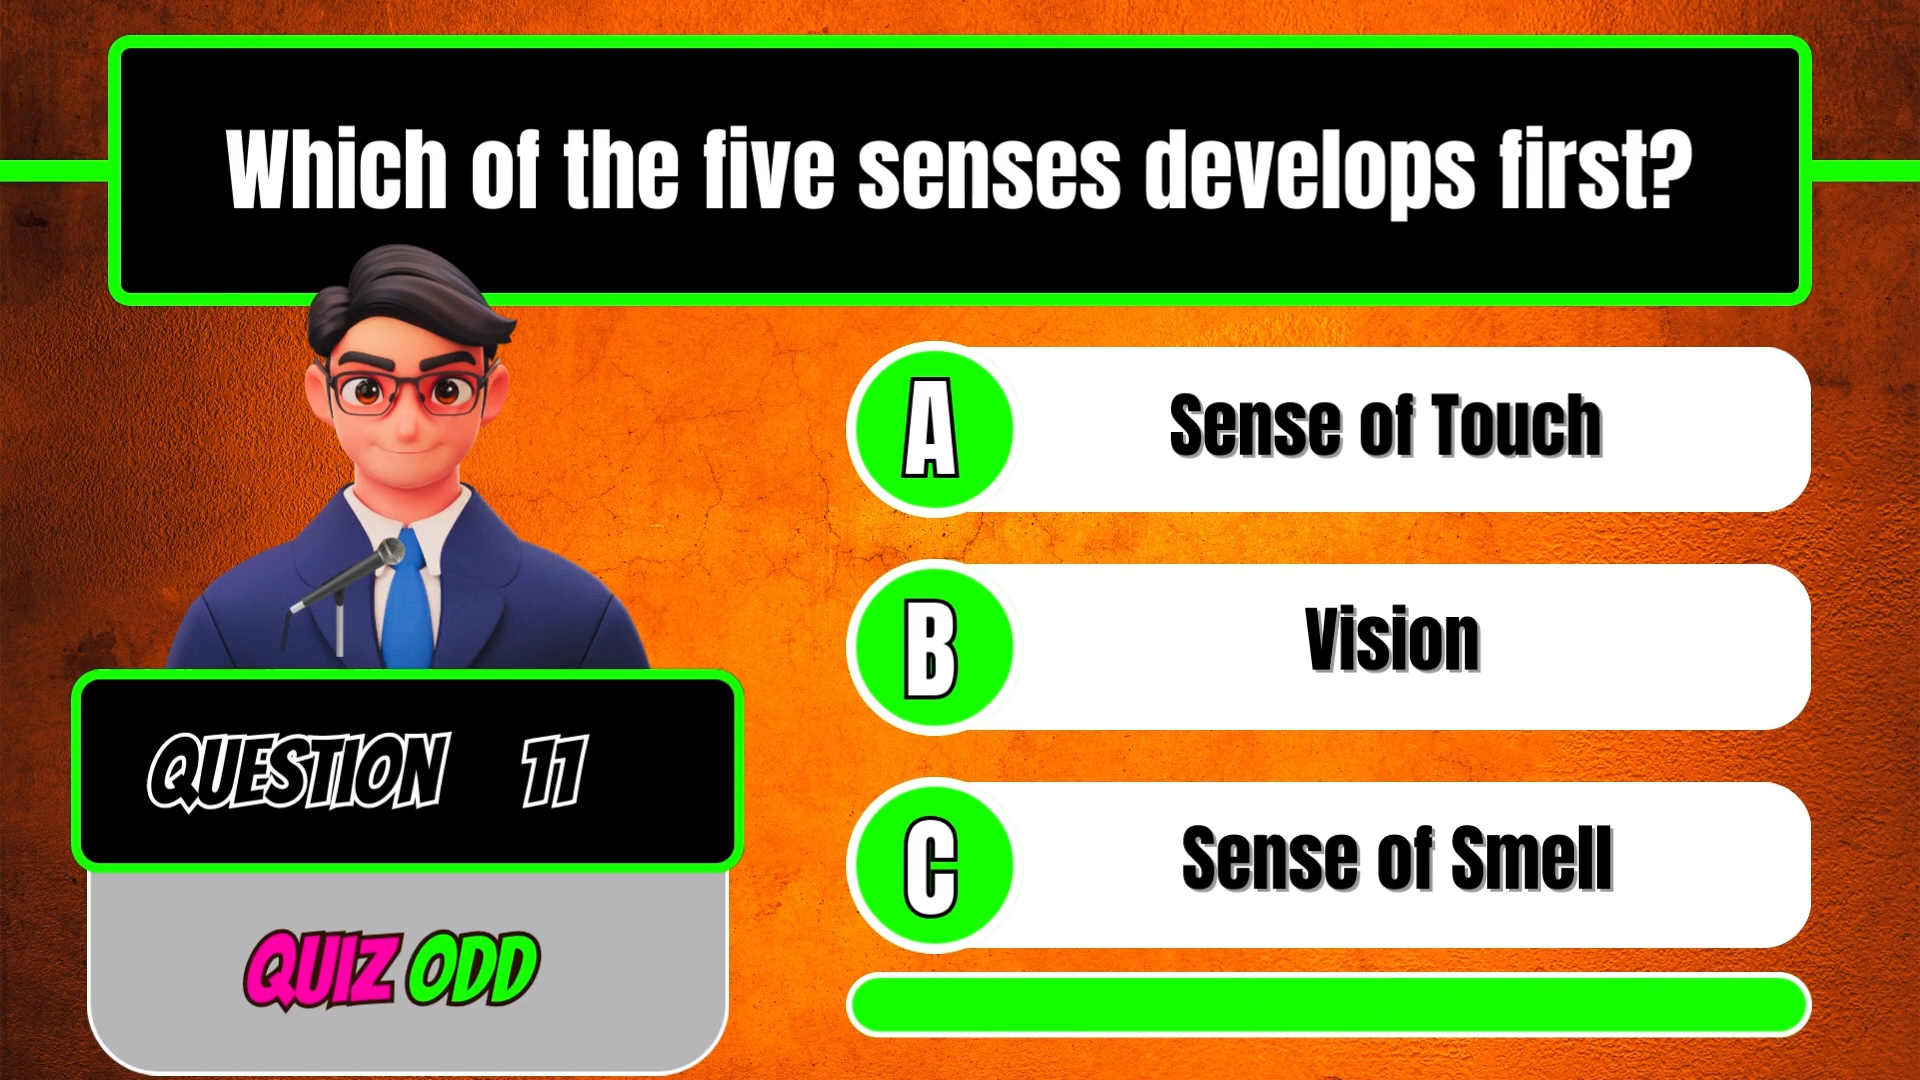 Which of the five senses develops first?
A Sense of Touch
B Vision
C Sense of Smell
QUESTION 11
QUIZ ODD